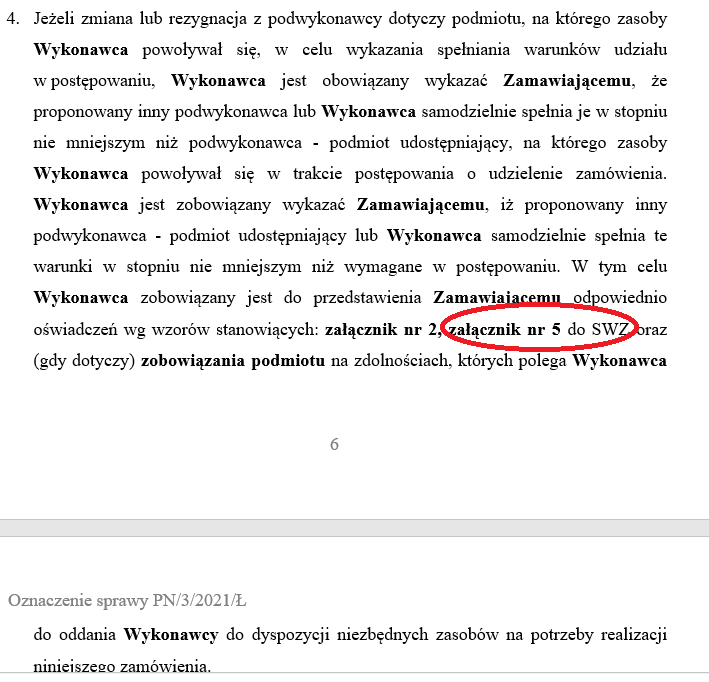 4. Jeżeli zmiana lub rezygnacja z podwykonawcy dotyczy podmiotu, na którego zasoby
Wykonawca powoływał się, w celu wykazania spełniania warunków udziału
w postępowaniu, Wykonawca jest obowiązany wykazać Zamawiającemu, że
proponowany inny podwykonawca lub Wykonawca samodzielnie spełnia je w stopniu
nie mniejszym niż podwykonawca - podmiot udostępniający, na którego zasoby
Wykonawca powoływał się w trakcie postępowania o udzielenie zamówienia.
Wykonawca jest zobowiązany wykazać Zamawiającemu, iż proponowany inny
podwykonawca - podmiot udostępniający lub Wykonawca samodzielnie spełnia te
warunki w stopniu nie mniejszym niż wymagane w postępowaniu. W tym celu
Wykonawca zobowiązany jest do przedstawienia Zamawiającemu odpowiednio
oświadczeń wg wzorów stanowiących: załącznik nr 2, załącznik nr 5 do SWZ oraz
(gdy dotyczy) zobowiązania podmiotu na zdolnościach, których polega Wykonawca
6
Oznaczenie sprawy PN/3/2021/Ł
do oddania Wykonawcy do dyspozycji niezbędnych zasobów na potrzeby realizacji
niniejszego zamówienia.